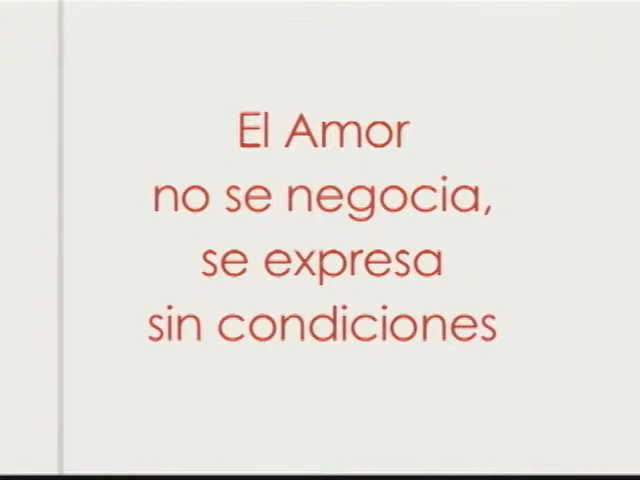 El Amor
no se negocia,
se expresa
sin condiciones